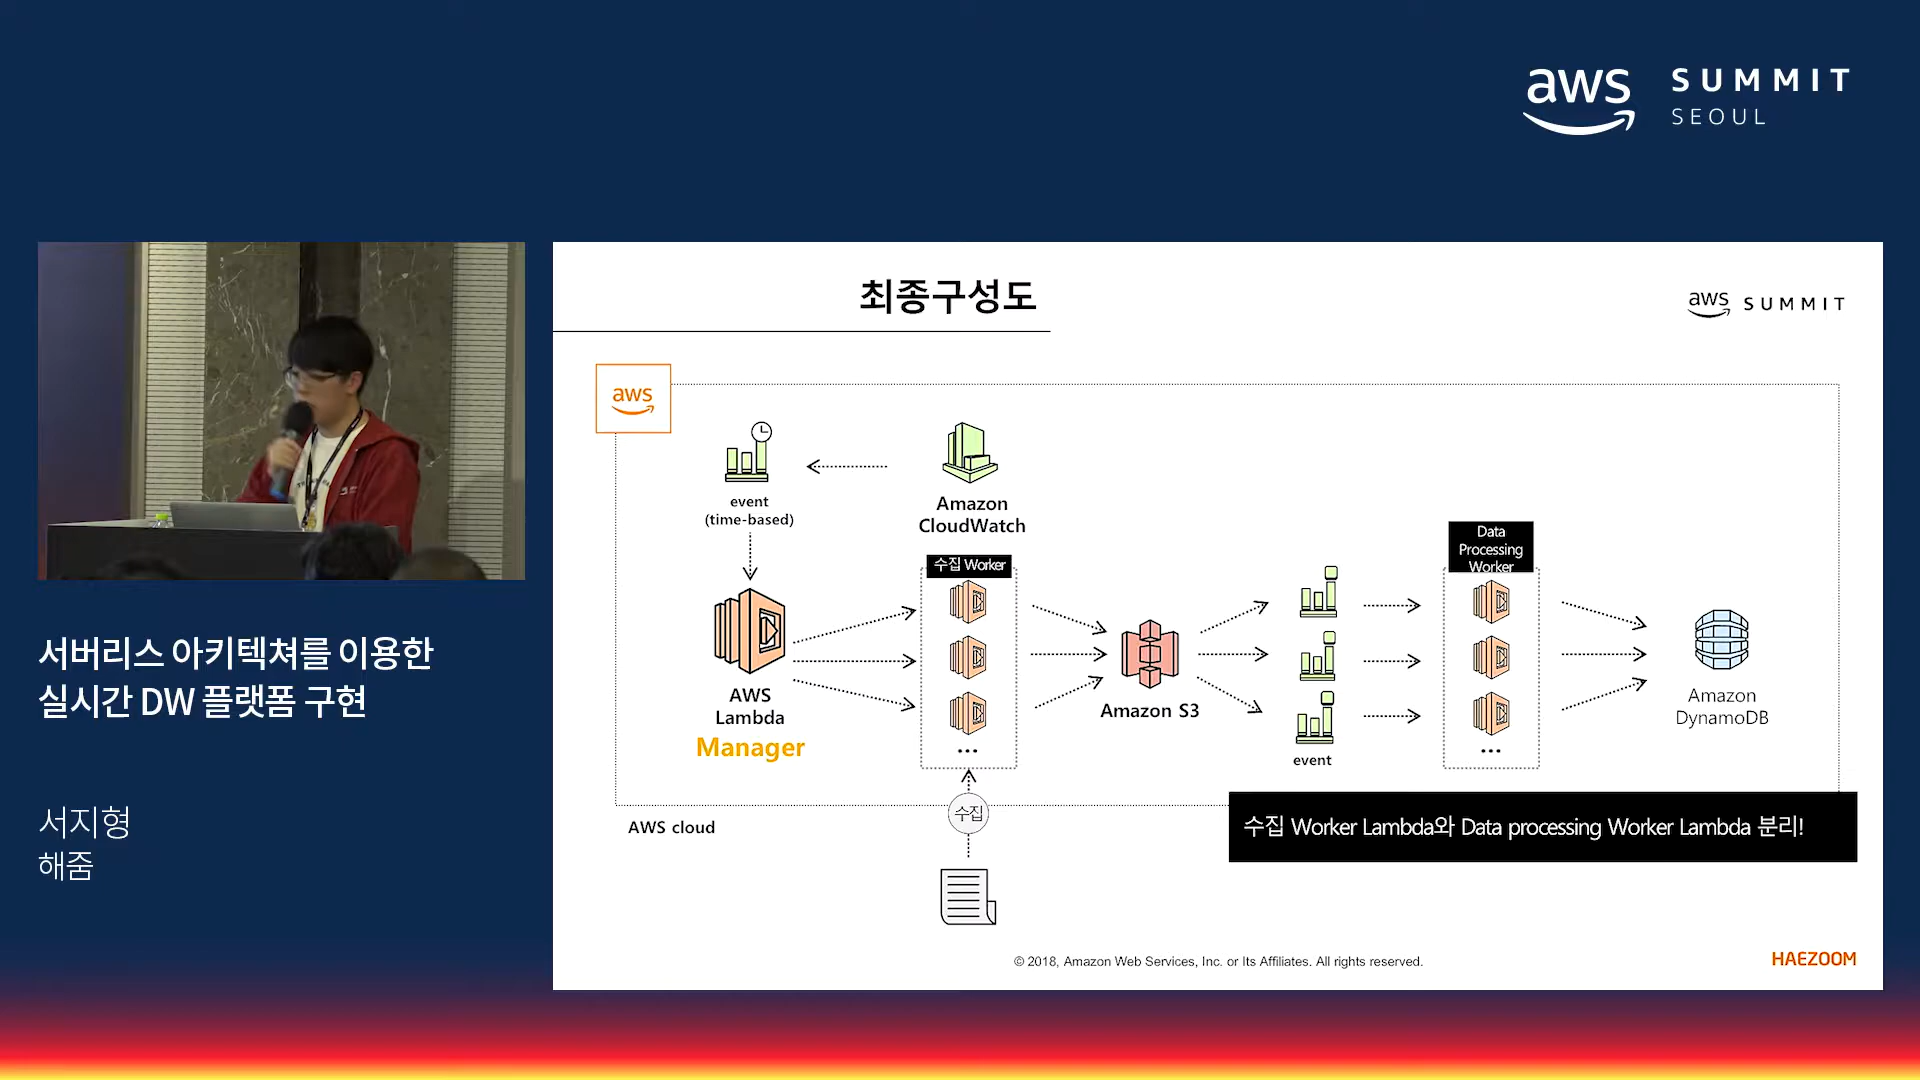 aws SUMMIT
SEOUL
최종구성도
aws SUMMIT
aws
event
(time-based)
Amazon
CloudWatch
수집 Worker
Data
Processing
Worker
AWS
Lambda
Manager
...
Amazon S3
event
...
Amazon
DynamoDB
수집
AWS cloud
수집 Worker Lambda와 Data processing Worker Lambda 분리!
© 2018, Amazon Web Services, Inc. or Its Affiliates. All rights reserved.
HAEZOOM
서버리스 아키텍쳐를 이용한
실시간 DW 플랫폼 구현
서지형
해줌